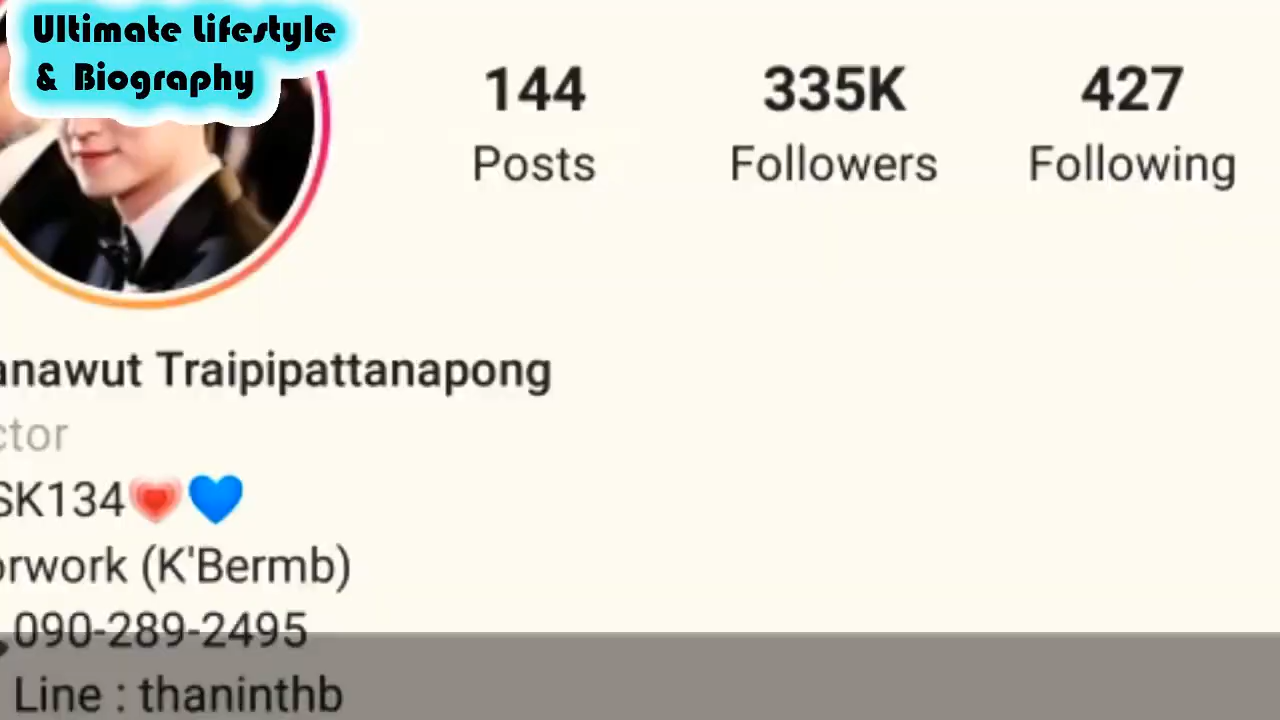 Ultimate Lifestyle
& Biography
144
335K
427
Posts
Followers
Following
anawut Traipipattanapong
ctor
SK134❤💙
orwork (K'Bermb)
090-289-2495
Line : thaninthb